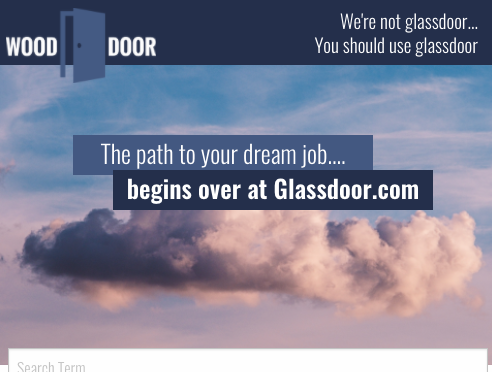 WOOD DOOR
We're not glassdoor...
You should use glassdoor
The path to your dream job....
begins over at Glassdoor.com
Search Term